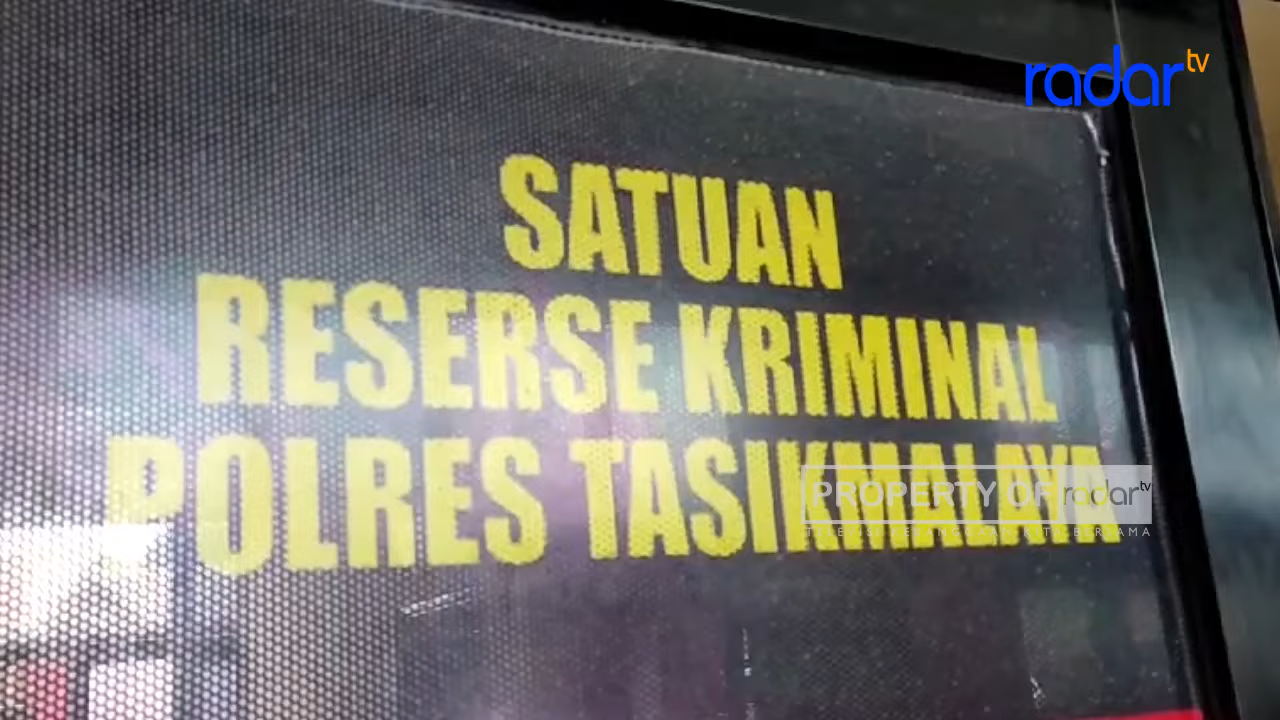 radar tv
SATUAN
RESERSE KRIMINAL
POLRES TASIKMALAYA
PROPERTY OF radar tv